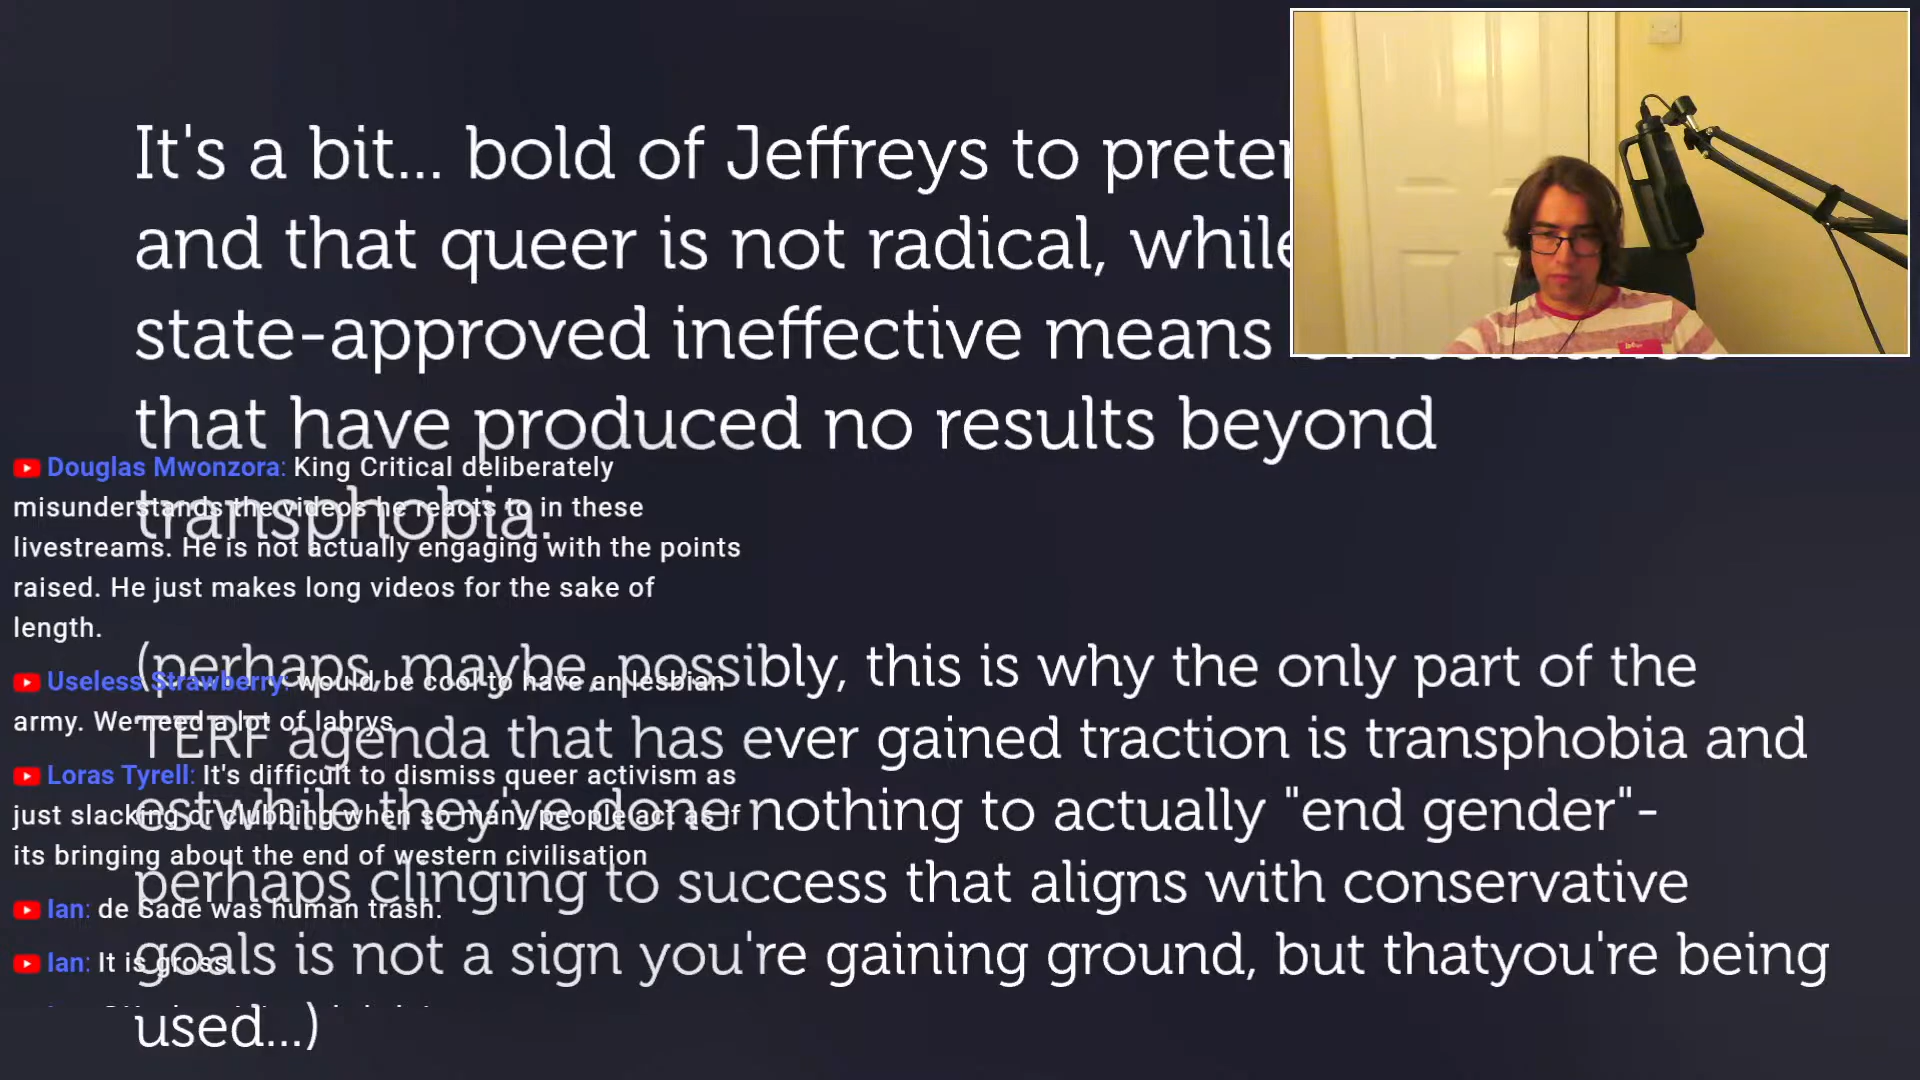 It's a bit... bold of Jeffreys to
and that queer is not radical,
state-approved ineffective means
that have produced no results beyond
transphobia.
(perhaps, maybe, possibly, this is why the only part of the
TERF agenda that has ever gained traction is transphobia and
estwhile they've done nothing to actually "end gender"-
perhaps clinging to success that aligns with conservative
goals is not a sign you're gaining ground, but thatyou're being
used...)
Douglas Mwonzora: King Critical deliberately
misunderstands the videos he reacts to in these
livestreams. He is not actually engaging with the points
raised. He just makes long videos for the sake of
length.
Useless Strawberry: would be cool to have an lesbian
army. We need a lot of labrys
Loras Tyrell: It's difficult to dismiss queer activism as
just slacking or clubbing when so many people act as if
its bringing about the end of western civilisation
Ian: de Sade was human trash.
Ian: It is gross